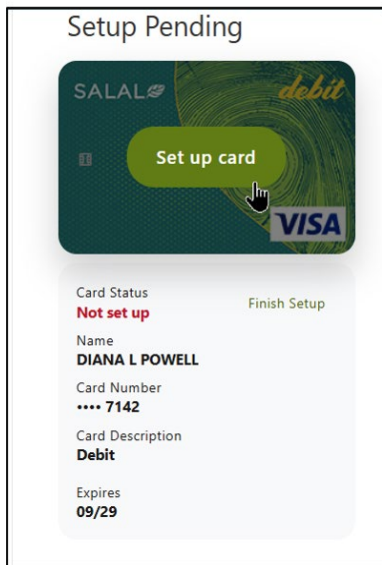 Setup Pending
SALAL
debit
Set up card
VISA
Card Status
Not set up
Finish Setup
Name
DIANA L POWELL
Card Number
•••• 7142
Card Description
Debit
Expires
09/29